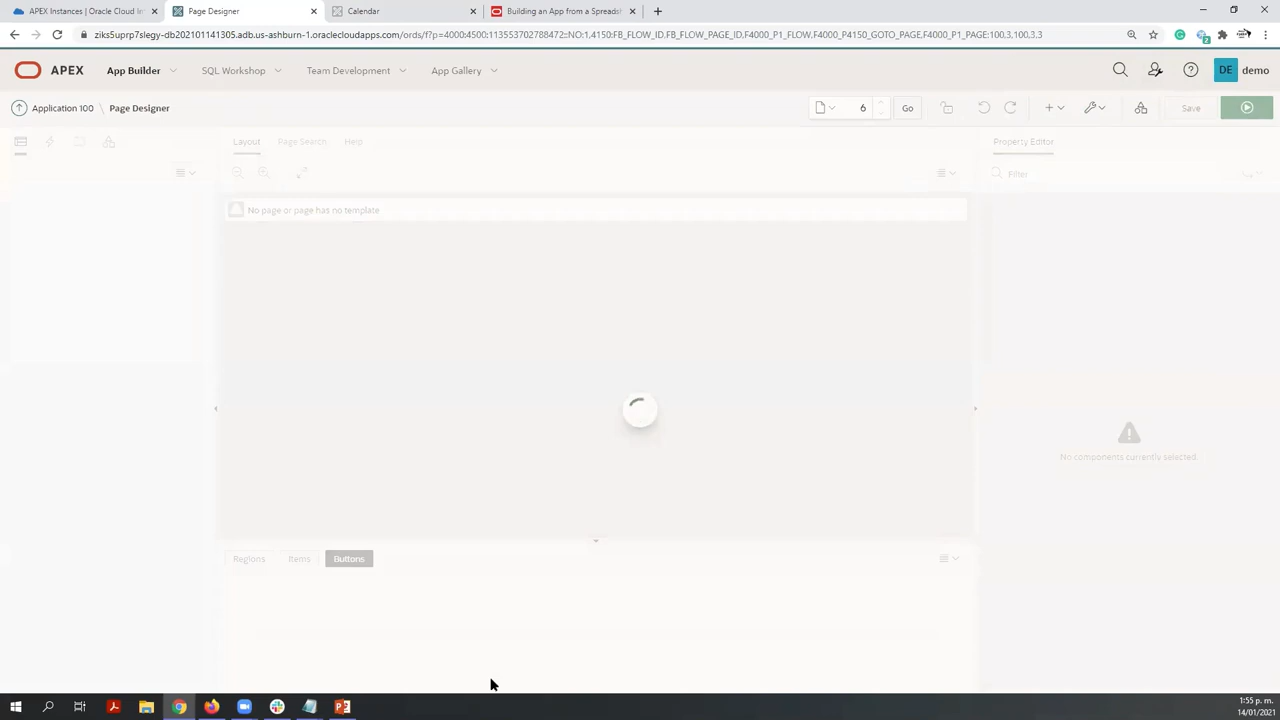 APEX Instances | Oracle Cloud In
Page Designer
Calendar
Building an App from a Spreadsh
ziks5uprp7slegy-db202101141305.adb.us-ashburn-1.oraclecloudapps.com/ords/f?p=4000:4500:113553702788472::NO:1,4150:FB_FLOW_ID,FB_FLOW_PAGE_ID,F4000_P1_FLOW,F4000_P4150_GOTO_PAGE,F4000_P1_PAGE:100,3,100,3,3
APEX App Builder SQL Workshop Team Development App Gallery DE demo
Application 100 \ Page Designer 6 Go Save
Layout Page Search Help Property Editor
Filter
No page or page has no template
No components currently selected.
Regions Items Buttons
1:55 p. m.
14/01/2021